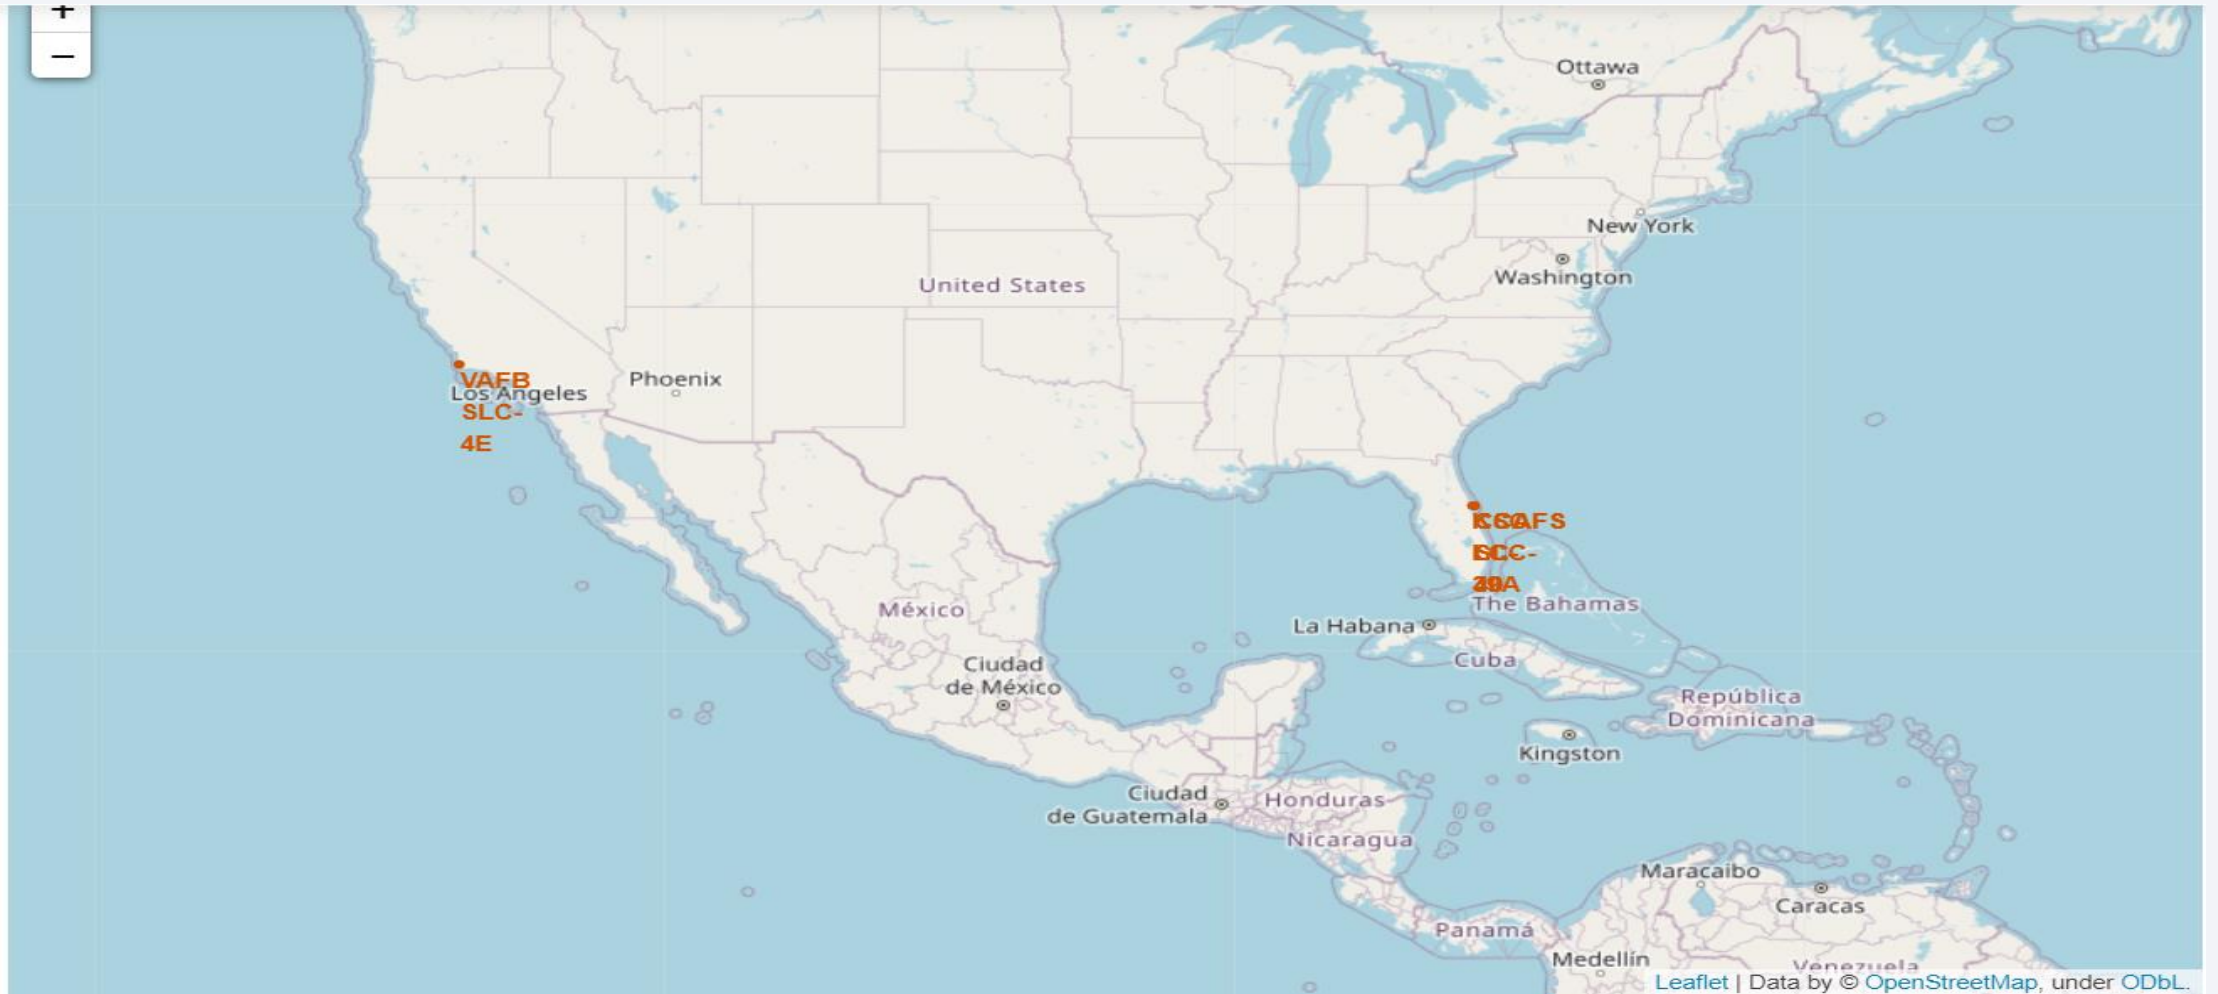 +
−
Ottawa
New York
Washington
United States
VAFB
SLC-
4E
Los Angeles
Phoenix
México
La Habana
The Bahamas
Cuba
Ciudad
de México
República
Dominicana
Kingston
Ciudad
de Guatemala
Honduras
Nicaragua
Maracaibo
Caracas
Panamá
Medellín
Venezuela
Leaflet | Data by © OpenStreetMap, under ODbL.